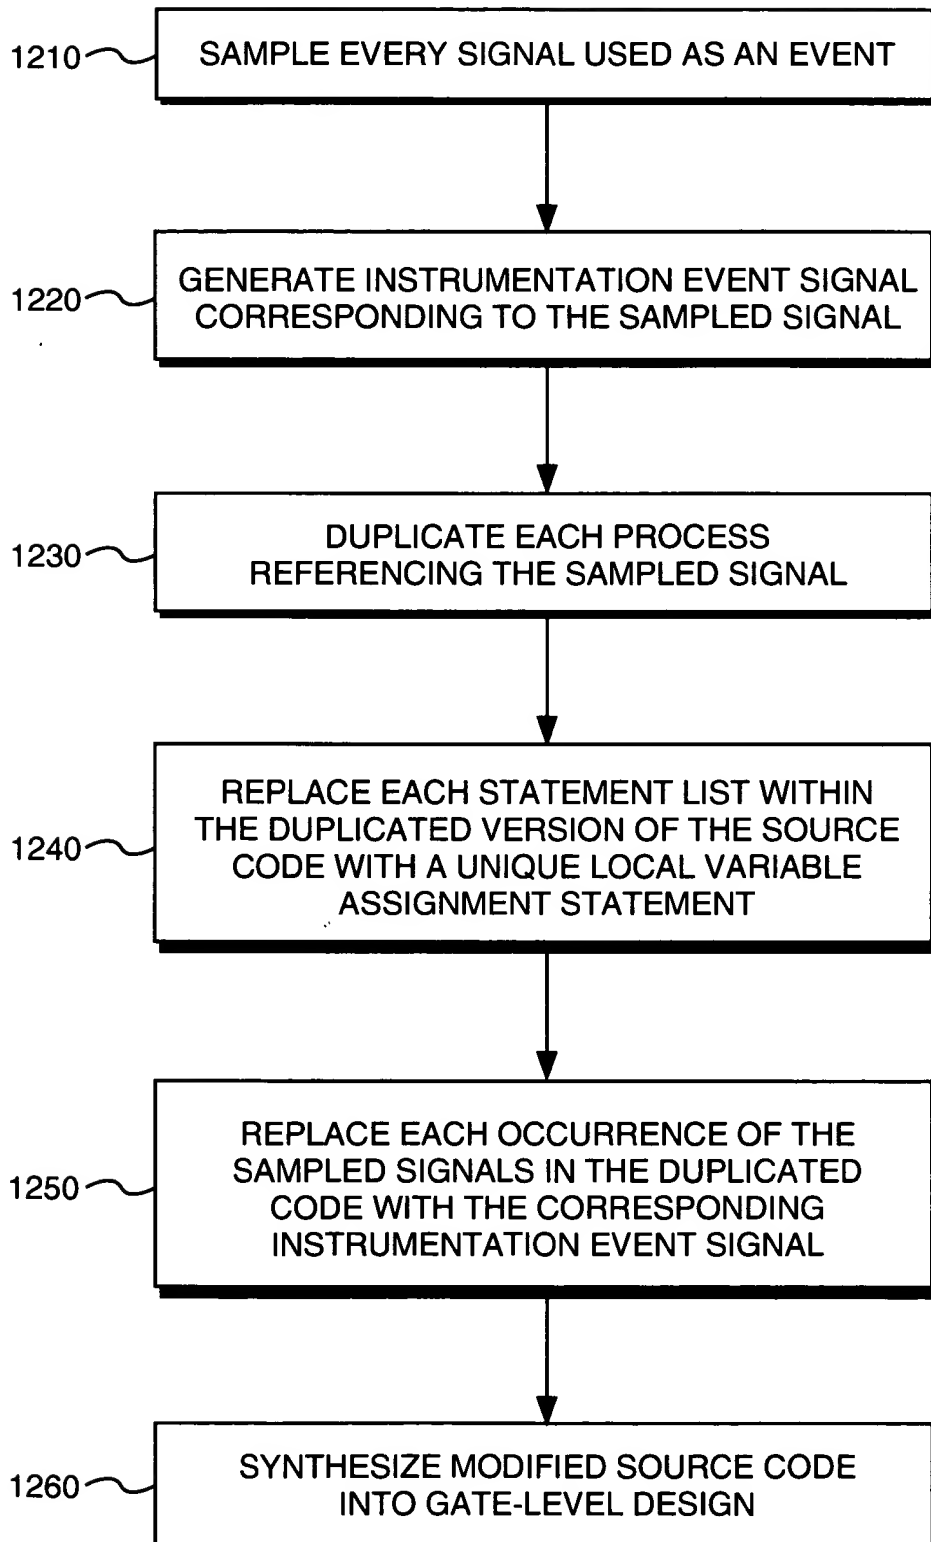 1210
SAMPLE EVERY SIGNAL USED AS AN EVENT
1220
GENERATE INSTRUMENTATION EVENT SIGNAL
CORRESPONDING TO THE SAMPLED SIGNAL
1230
DUPLICATE EACH PROCESS
REFERENCING THE SAMPLED SIGNAL
1240
REPLACE EACH STATEMENT LIST WITHIN
THE DUPLICATED VERSION OF THE SOURCE
CODE WITH A UNIQUE LOCAL VARIABLE
ASSIGNMENT STATEMENT
1250
REPLACE EACH OCCURRENCE OF THE
SAMPLED SIGNALS IN THE DUPLICATED
CODE WITH THE CORRESPONDING
INSTRUMENTATION EVENT SIGNAL
1260
SYNTHESIZE MODIFIED SOURCE CODE
INTO GATE-LEVEL DESIGN